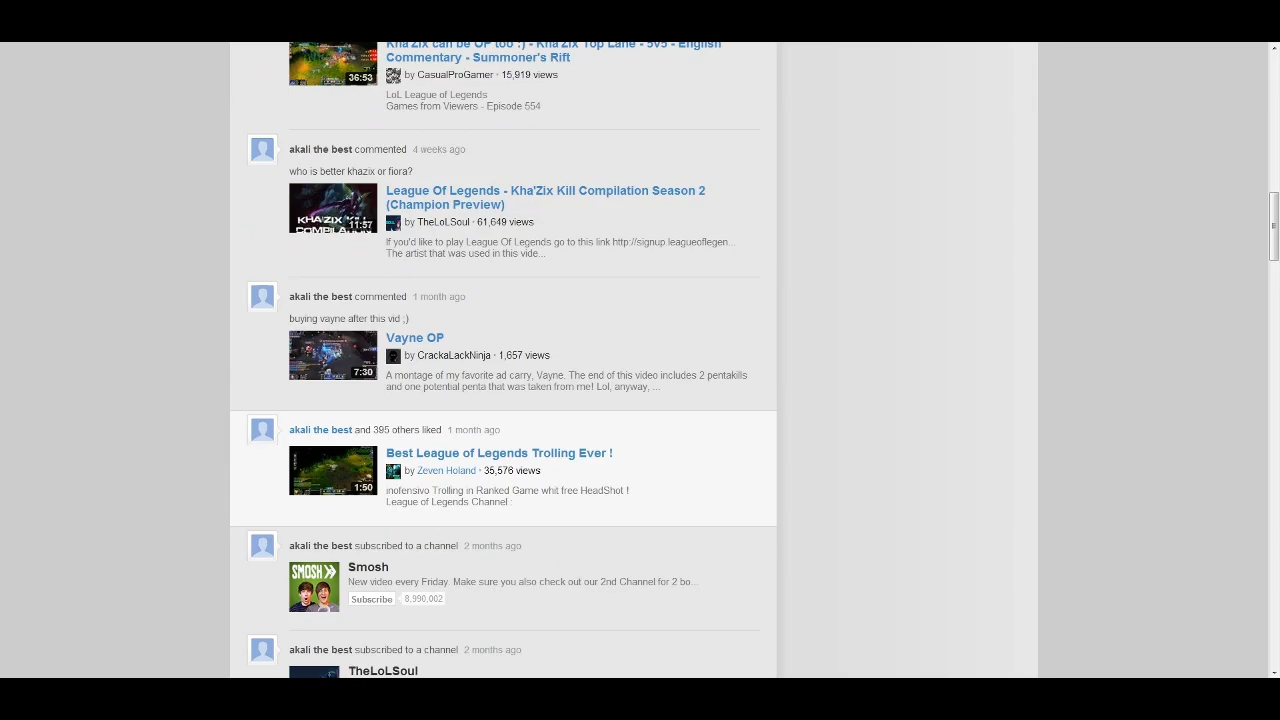 Kha'Zix can be OP too :) - Kha'Zix Top Lane - 5v5 - English
Commentary - Summoner's Rift
36:53
by CasualProGamer · 15,919 views
LoL League of Legends
Games from Viewers - Episode 554
akali the best commented 4 weeks ago
who is better khazix or fiora?
League Of Legends - Kha'Zix Kill Compilation Season 2
(Champion Preview)
KHA'ZIX KILL
11:57
by TheLoLSoul · 61,649 views
If you'd like to play League Of Legends go to this link http://signup.leagueoflegen...
The artist that was used in this vide...
akali the best commented 1 month ago
buying vayne after this vid ;)
Vayne OP
by CrackaLackNinja · 1,657 views
7:30
A montage of my favorite ad carry, Vayne. The end of this video includes 2 pentakills
and one potential penta that was taken from me! Lol, anyway, ...
akali the best and 395 others liked 1 month ago
Best League of Legends Trolling Ever !
by Zeven Holand · 35,576 views
1:50
inofensivo Trolling in Ranked Game whit free HeadShot !
League of Legends Channel :
akali the best subscribed to a channel 2 months ago
SMOSH
Smosh
New video every Friday. Make sure you also check out our 2nd Channel for 2 bo...
Subscribe 8,990,002
akali the best subscribed to a channel 2 months ago
TheLoLSoul